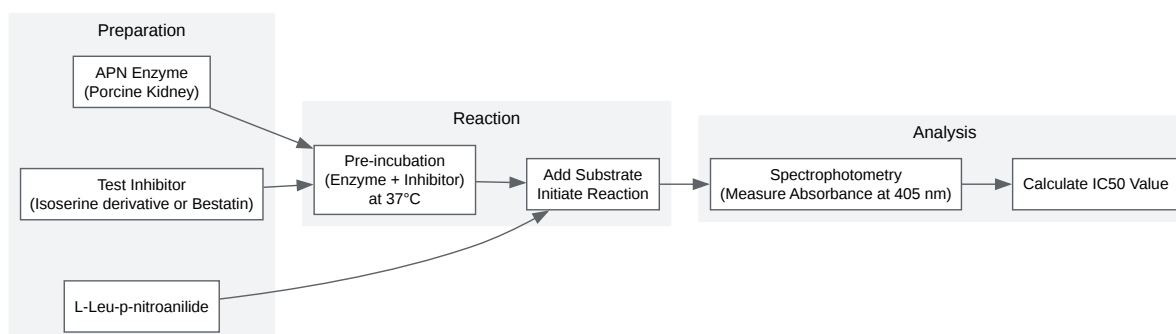 Preparation
APN Enzyme
(Porcine Kidney)
Test Inhibitor
(Isoserine derivative or Bestatin)
L-Leu-p-nitroanilide
Reaction
Pre-incubation
(Enzyme + Inhibitor)
at 37°C
Add Substrate
Initiate Reaction
Analysis
Spectrophotometry
(Measure Absorbance at 405 nm)
Calculate IC50 Value